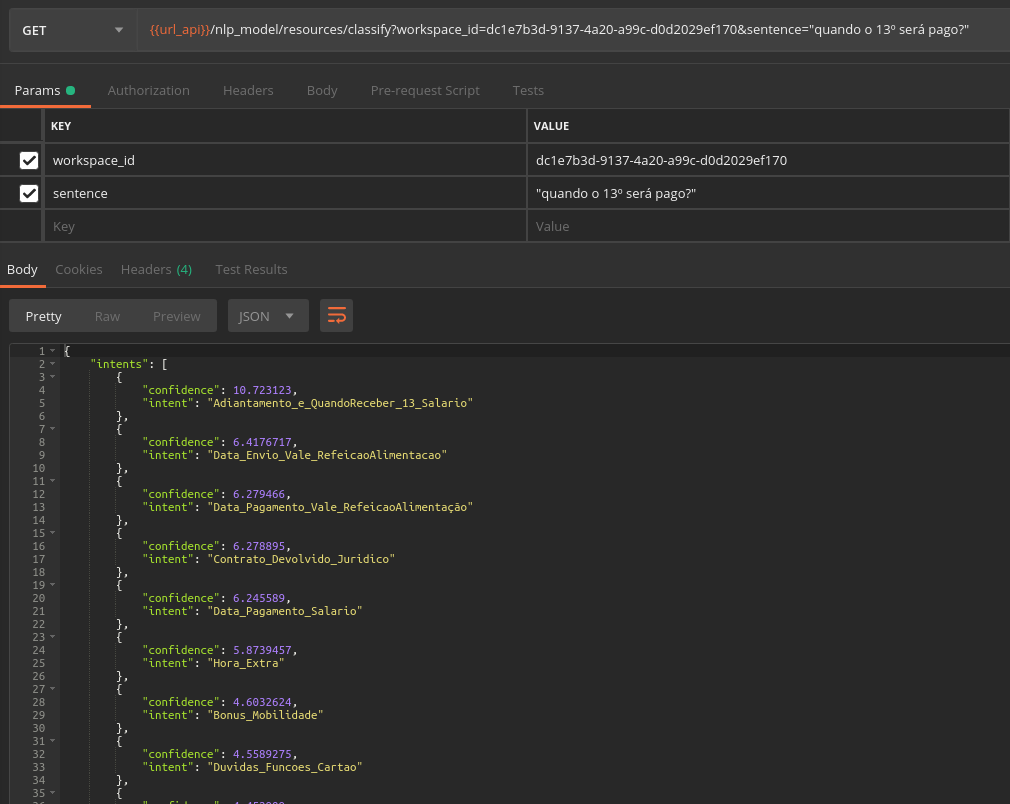 GET {{url_api}}/nlp_model/resources/classify?workspace_id=dc1e7b3d-9137-4a20-a99c-d0d2029ef170&sentence="quando o 13º será pago?"
Params Authorization Headers Body Pre-request Script Tests
KEY VALUE
workspace_id dc1e7b3d-9137-4a20-a99c-d0d2029ef170
sentence "quando o 13º será pago?"
Key Value
Body Cookies Headers (4) Test Results
Pretty Raw Preview JSON
1 {
2 "intents": [
3 {
4 "confidence": 10.723123,
5 "intent": "Adiantamento_e_QuandoReceber_13_Salario"
6 },
7 {
8 "confidence": 6.4176717,
9 "intent": "Data_Envio_Vale_RefeicaoAlimentacao"
10 },
11 {
12 "confidence": 6.279466,
13 "intent": "Data_Pagamento_Vale_RefeicaoAlimentação"
14 },
15 {
16 "confidence": 6.278895,
17 "intent": "Contrato_Devolvido_Juridico"
18 },
19 {
20 "confidence": 6.245589,
21 "intent": "Data_Pagamento_Salario"
22 },
23 {
24 "confidence": 5.8739457,
25 "intent": "Hora_Extra"
26 },
27 {
28 "confidence": 4.6032624,
29 "intent": "Bonus_Mobilidade"
30 },
31 {
32 "confidence": 4.5589275,
33 "intent": "Duvidas_Funcoes_Cartao"
34 },
35 {